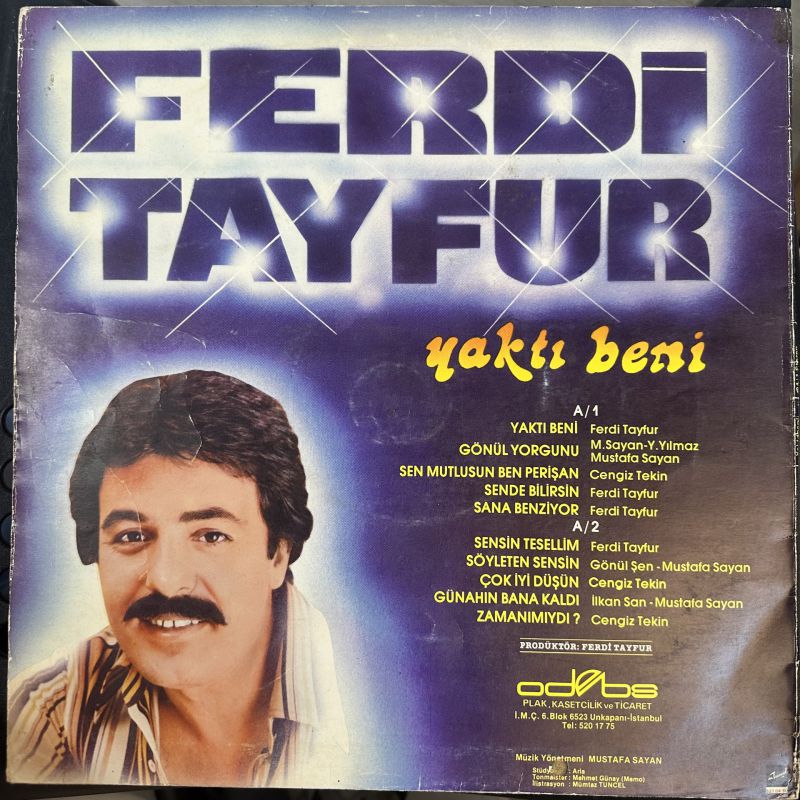 FERDİ
TAYFUR
yaktı beni
A/1
YAKTI BENİ Ferdi Tayfur
GÖNÜL YORGUNU M.Sayan-Y.Yılmaz
Mustafa Sayan
SEN MUTLUSUN BEN PERİŞAN Cengiz Tekin
SENDE BİLİRSİN Ferdi Tayfur
SANA BENZİYOR Ferdi Tayfur
A/2
SENSİN TESELLİM Ferdi Tayfur
SÖYLETEN SENSİN Gönül Şen-Mustafa Sayan
ÇOK İYİ DÜŞÜN Cengiz Tekin
GÜNAHIN BANA KALDI İlkan San-Mustafa Sayan
ZAMANIMIYDI ? Cengiz Tekin
PRODÜKTÖR: FERDİ TAYFUR
odebs
PLAK, KASETCİLİK ve TİCARET
İ.M.Ç. 6.Blok 6523 Unkapanı-İstanbul
Tel: 520 17 75
Müzik Yönetmeni MUSTAFA SAYAN
: Arla
Tonmaister : Mehmet Günay (Memo)
İlistrasyon : Mümtaz TUNCEL